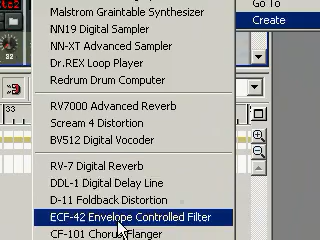 Malstrom Graintable Synthesizer
Go To
NN19 Digital Sampler
Create
NN-XT Advanced Sampler
Dr.REX Loop Player
Redrum Drum Computer
RV7000 Advanced Reverb
33
Scream 4 Distortion
BV512 Digital Vocoder
RV-7 Digital Reverb
DDL-1 Digital Delay Line
D-11 Foldback Distortion
ECF-42 Envelope Controlled Filter
CF-101 Chorus/Flanger